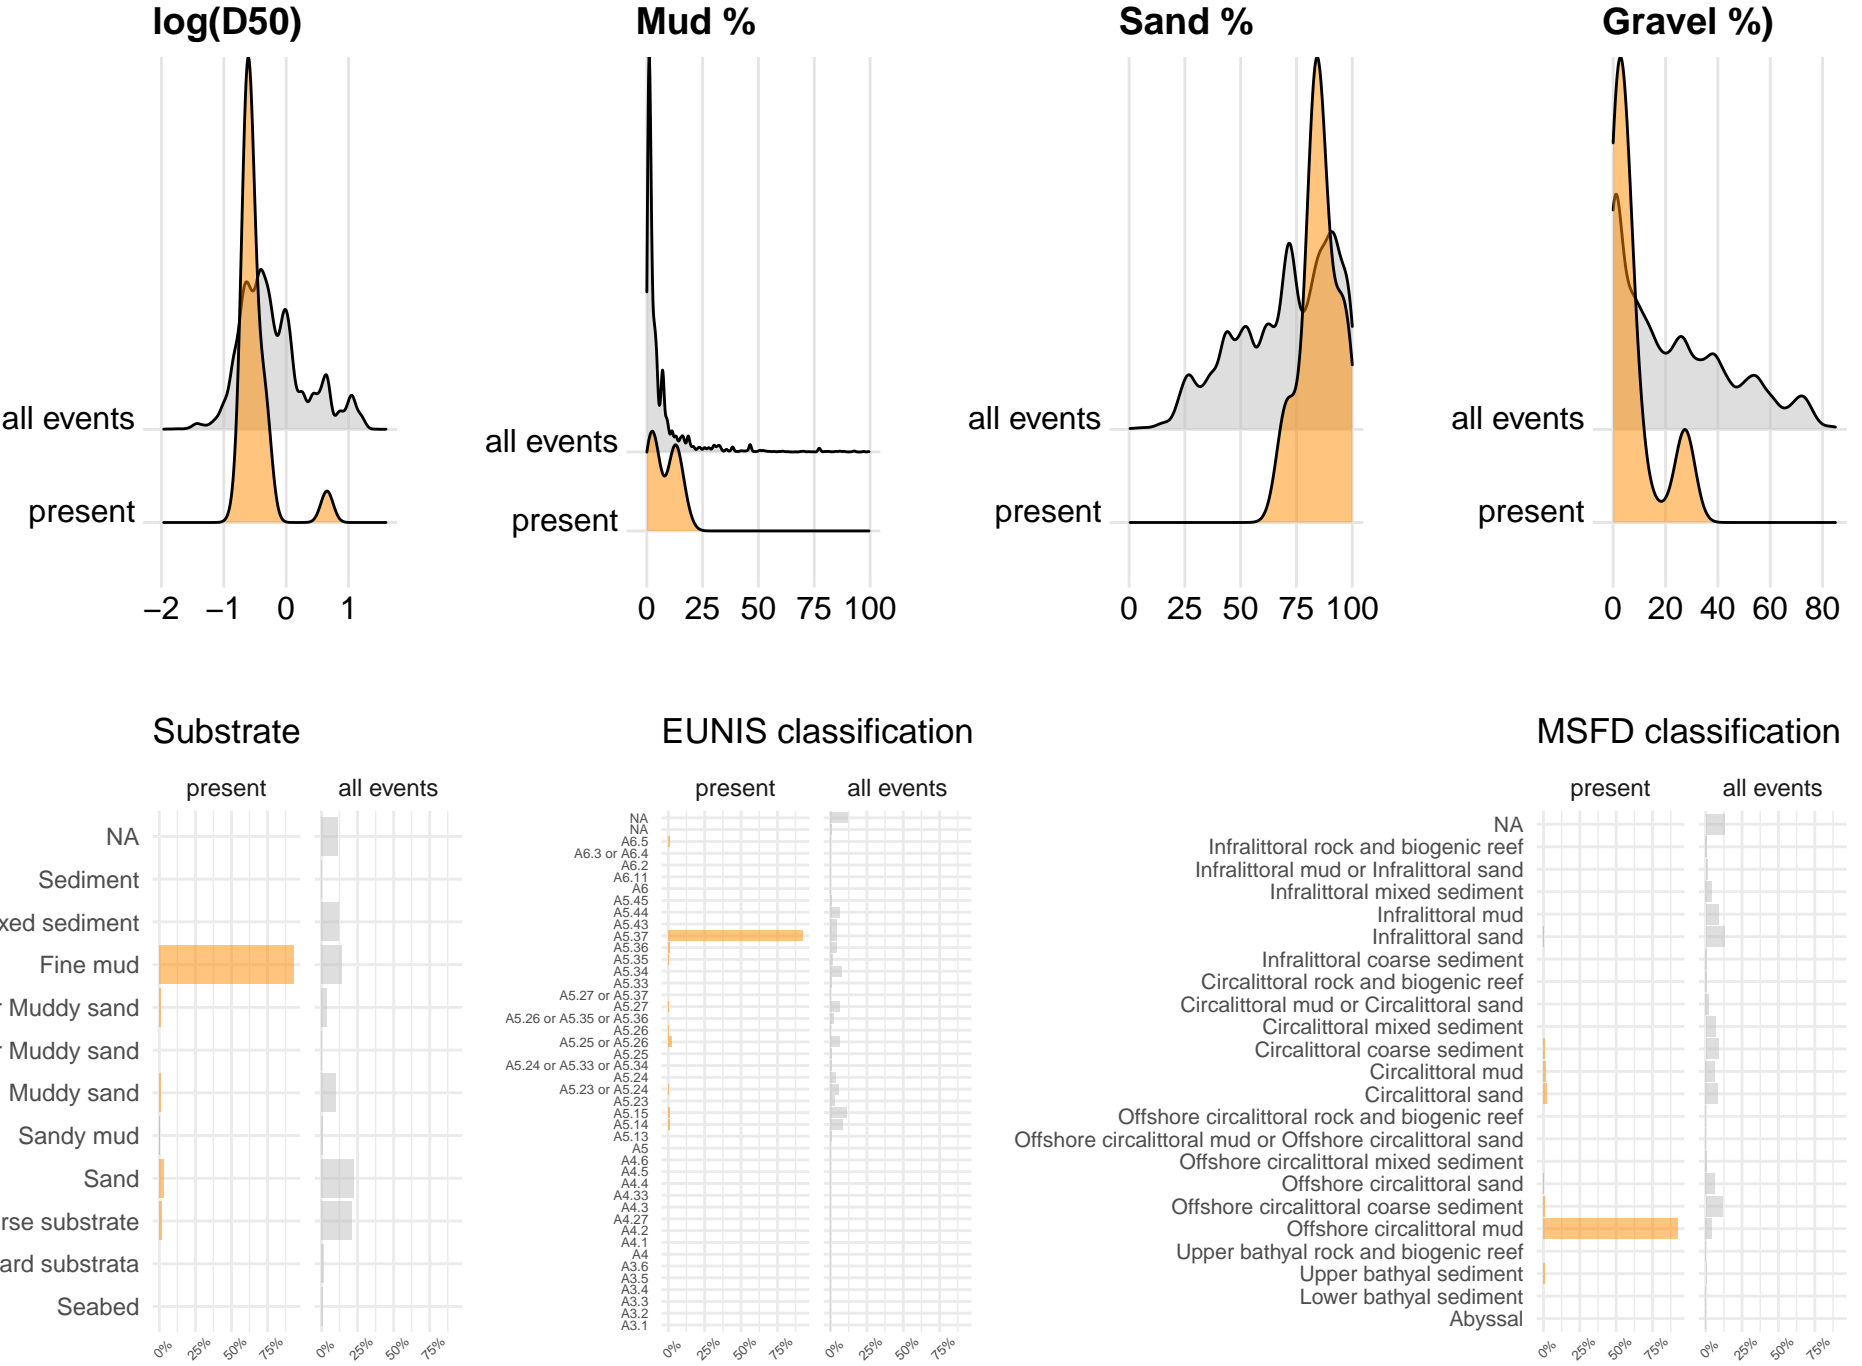 log(D50)
Mud %
Sand %
Gravel %)
all events
present
−2 −1 0 1
all events
present
0 25 50 75 100
all events
present
0 25 50 75 100
all events
present
0 20 40 60 80
Substrate
present all events
NA
Sediment
xed sediment
Fine mud
r Muddy sand
r Muddy sand
Muddy sand
Sandy mud
Sand
rse substrate
ard substrata
Seabed
0% 25% 50% 75% 0% 25% 50% 75%
EUNIS classification
present all events
NA
NA
A6.5
A6.3 or A6.4
A6.2
A6.11
A6
A5.45
A5.44
A5.43
A5.37
A5.36
A5.35
A5.34
A5.33
A5.27 or A5.37
A5.27
A5.26 or A5.35 or A5.36
A5.26
A5.25 or A5.26
A5.25
A5.24 or A5.33 or A5.34
A5.24
A5.23 or A5.24
A5.23
A5.15
A5.14
A5.13
A5
A4.6
A4.5
A4.4
A4.33
A4.3
A4.27
A4.2
A4.1
A4
A3.6
A3.5
A3.4
A3.3
A3.2
A3.1
0% 25% 50% 75% 0% 25% 50% 75%
MSFD classification
present all events
NA
Infralittoral rock and biogenic reef
Infralittoral mud or Infralittoral sand
Infralittoral mixed sediment
Infralittoral mud
Infralittoral sand
Infralittoral coarse sediment
Circalittoral rock and biogenic reef
Circalittoral mud or Circalittoral sand
Circalittoral mixed sediment
Circalittoral coarse sediment
Circalittoral mud
Circalittoral sand
Offshore circalittoral rock and biogenic reef
Offshore circalittoral mud or Offshore circalittoral sand
Offshore circalittoral mixed sediment
Offshore circalittoral sand
Offshore circalittoral coarse sediment
Offshore circalittoral mud
Upper bathyal rock and biogenic reef
Upper bathyal sediment
Lower bathyal sediment
Abyssal
0% 25% 50% 75% 0% 25% 50% 75%